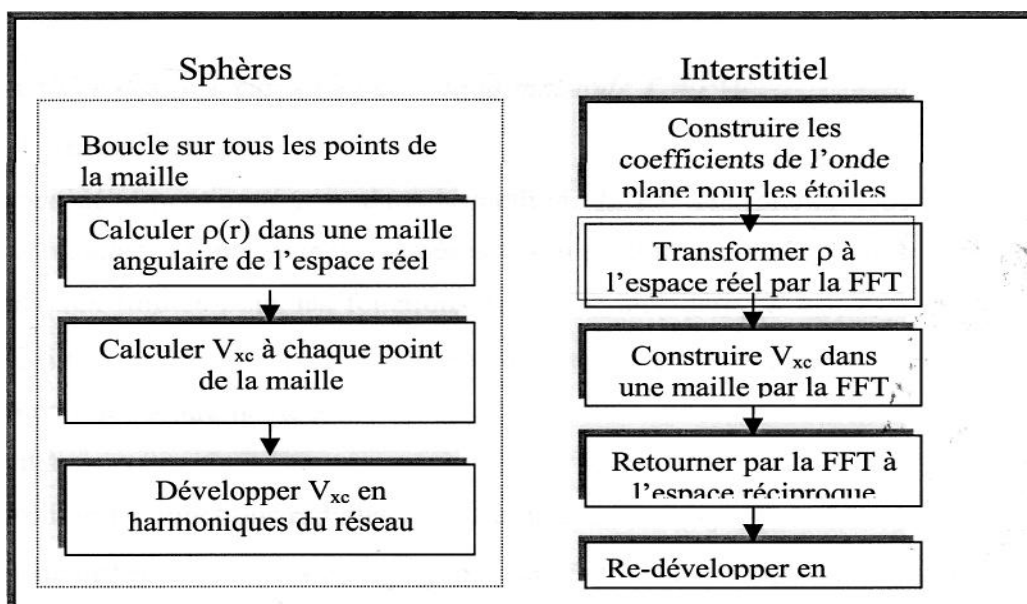 Sphères
Boucle sur tous les points de
la maille
Calculer ρ(r) dans une maille
angulaire de l'espace réel
Calculer Vxc à chaque point
de la maille
Développer Vxc en
harmoniques du réseau
Interstitiel
Construire les
coefficients de l'onde
plane pour les étoiles
Transformer ρ à
l'espace réel par la FFT
Construire Vxc dans
une maille par la FFT
Retourner par la FFT à
l'espace réciproque
Re-développer en